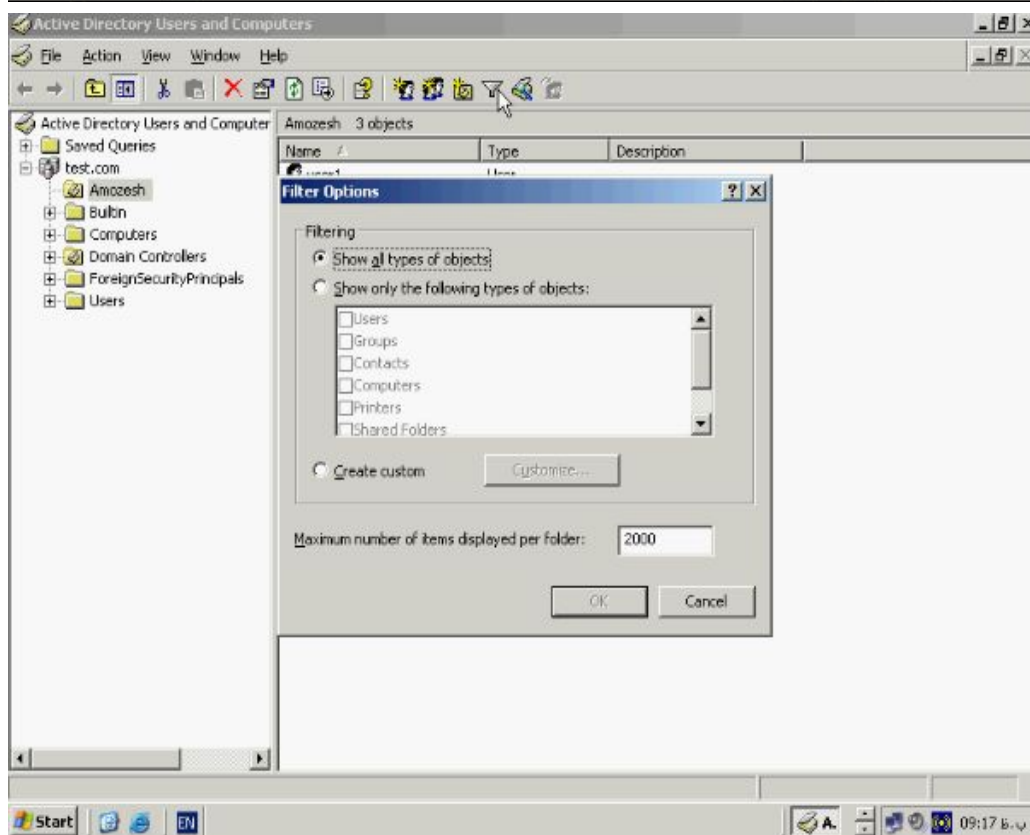 Active Directory Users and Computers
File Action View Window Help
Active Directory Users and Computer
Saved Queries
test.com
Amozesh
Builtin
Computers
Domain Controllers
ForeignSecurityPrincipals
Users
Amozesh 3 objects
Name Type Description
user1 User
Filter Options
Filtering
Show all types of objects
Show only the following types of objects:
Users
Groups
Contacts
Computers
Printers
Shared Folders
Create custom Customize...
Maximum number of items displayed per folder: 2000
OK Cancel
Start EN A. 09:17 ب.ظ